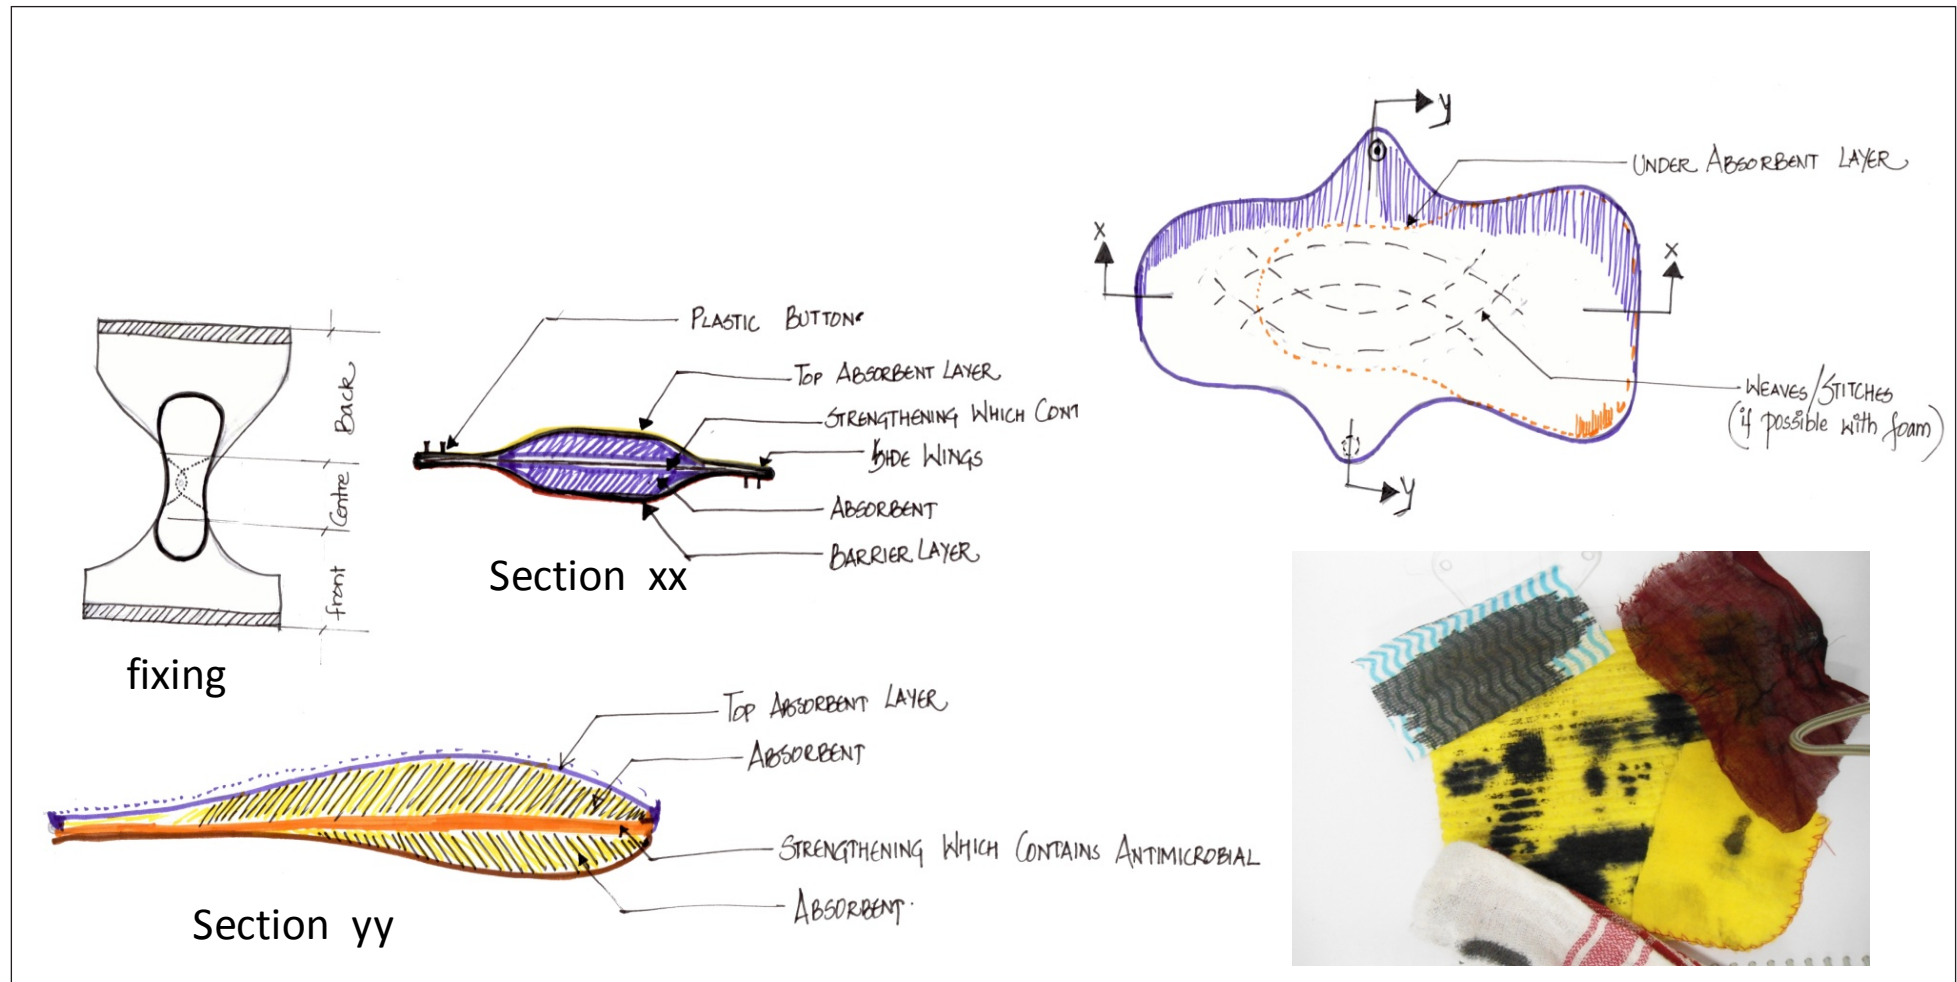 Back
Centre
front
fixing
PLASTIC BUTTONS
TOP ABSORBENT LAYER
STRENGTHENING WHICH CONT
SIDE WINGS
ABSORBENT
BARRIER LAYER
Section xx
TOP ABSORBENT LAYER
ABSORBENT
STRENGTHENING WHICH CONTAINS ANTIMICROBIAL
ABSORBENT.
Section yy
y
UNDER ABSORBENT LAYER
x
x
WEAVES/STITCHES
(if possible with foam)
y